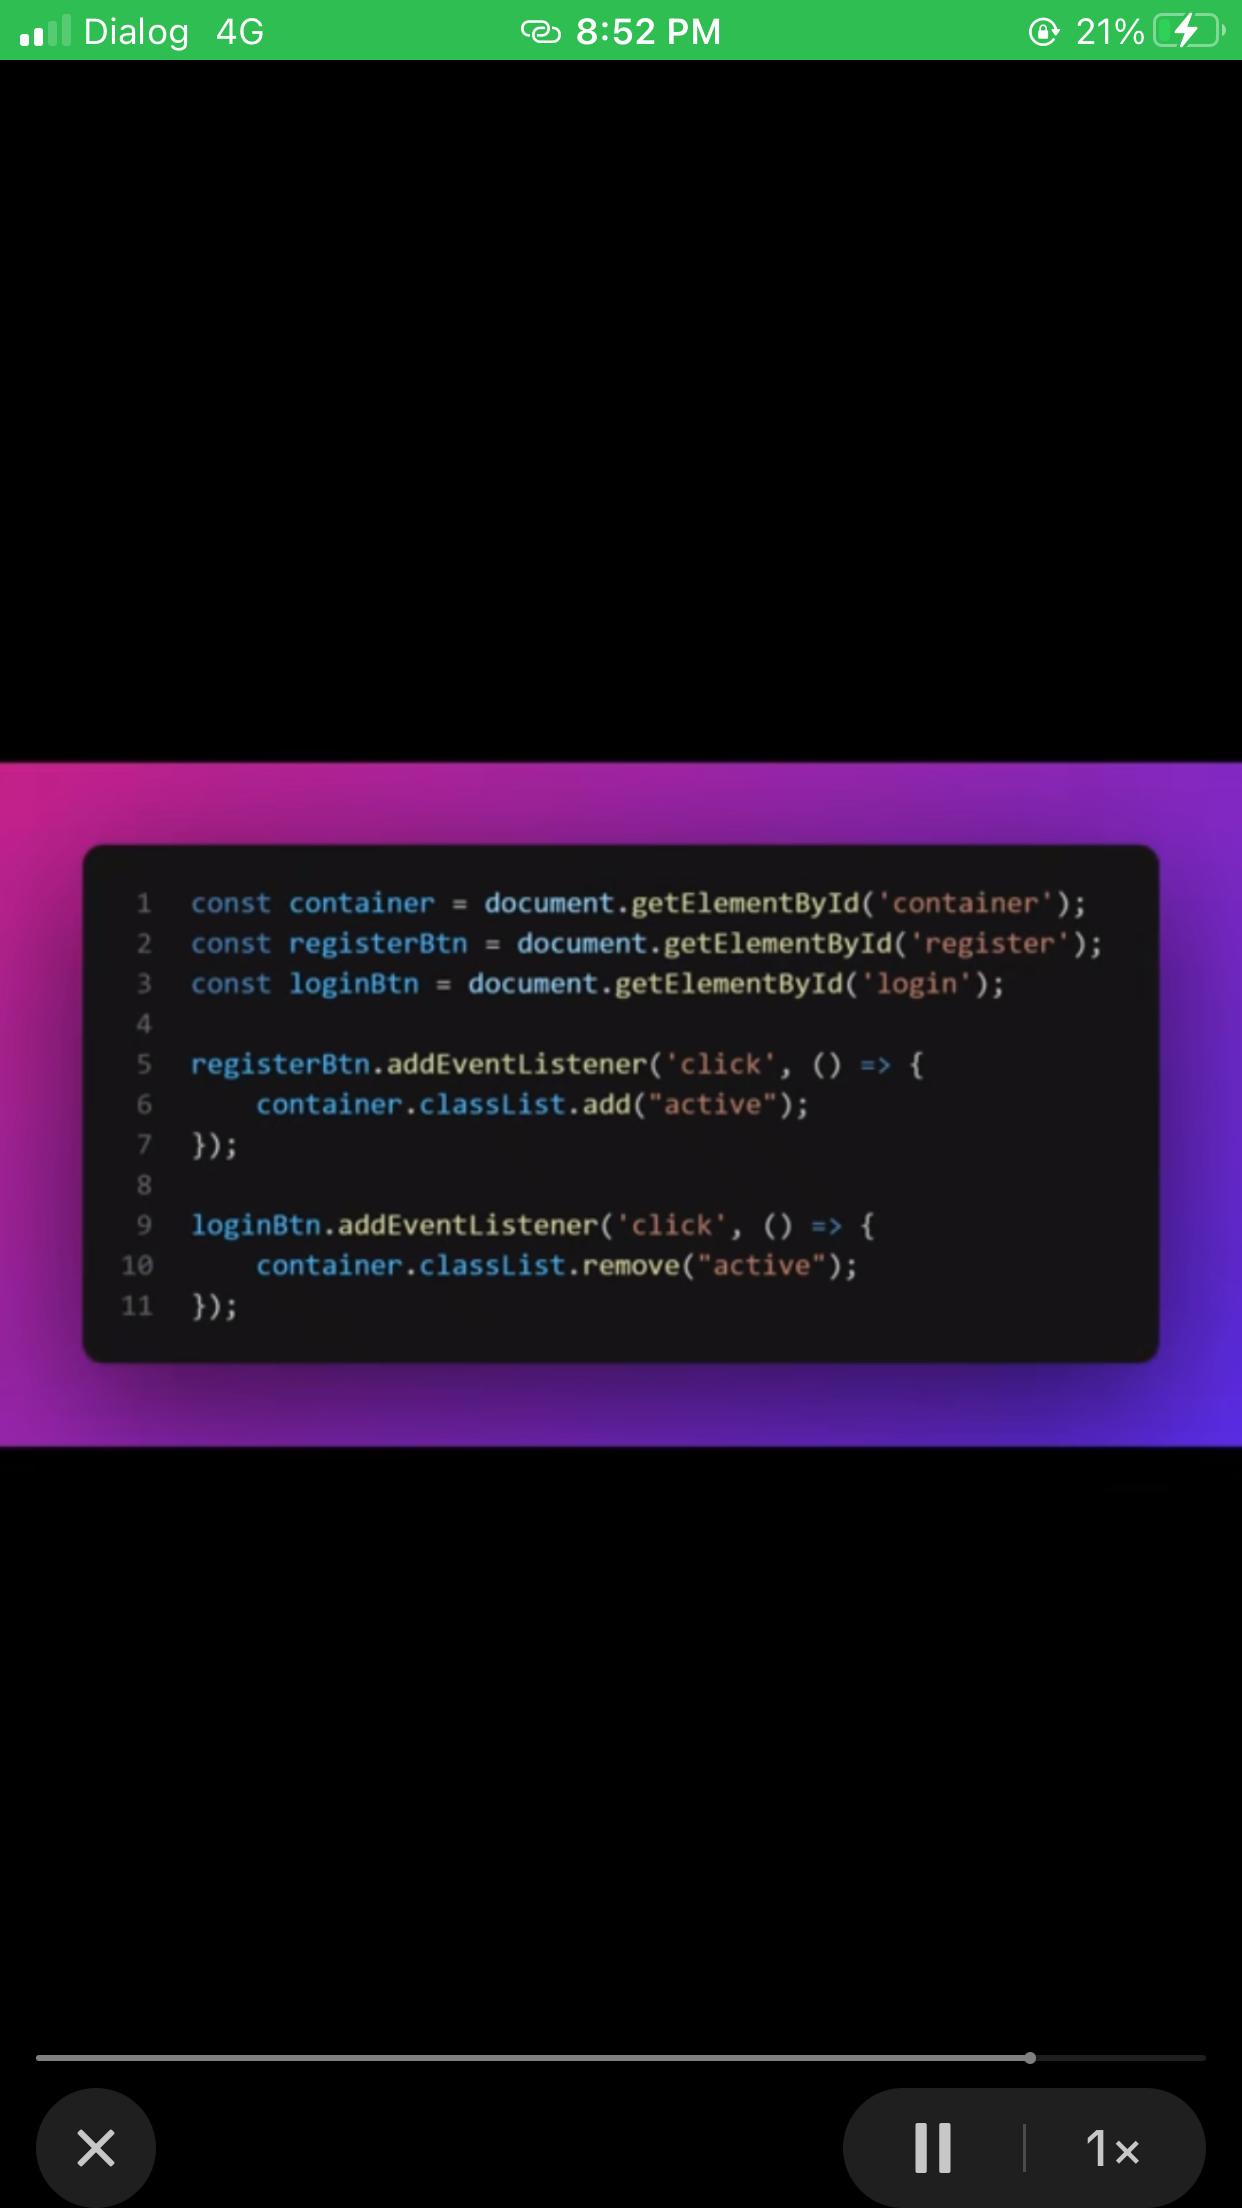 Dialog 4G 8:52 PM 21%
1 const container = document.getElementById('container');
2 const registerBtn = document.getElementById('register');
3 const loginBtn = document.getElementById('login');
4
5 registerBtn.addEventListener('click', () => {
6     container.classList.add("active");
7 });
8
9 loginBtn.addEventListener('click', () => {
10     container.classList.remove("active");
11 });
1×